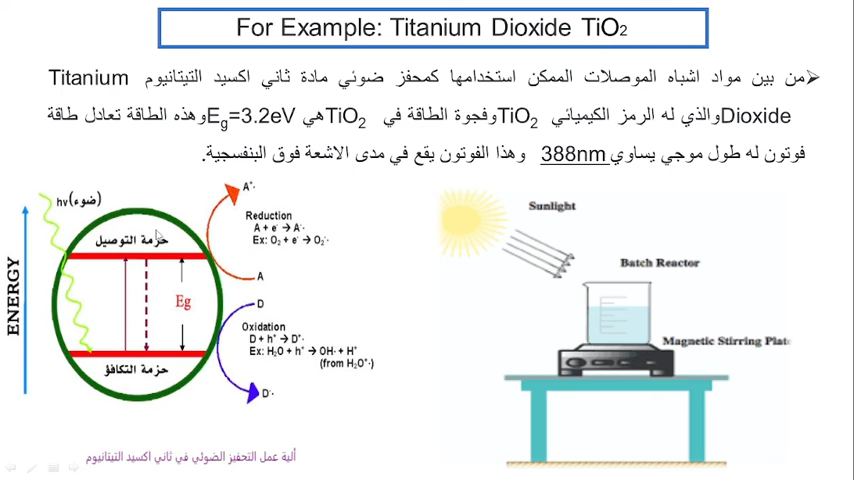 For Example: Titanium Dioxide TiO2
من بين مواد اشباه الموصلات الممكن استخدامها كمحفز ضوئي مادة ثاني اكسيد التيتانيوم Titanium
Dioxide والذي له الرمز الكيميائي TiO2 وفجوة الطاقة في TiO2 هي Eg=3.2eV وهذه الطاقة تعادل طاقة
فوتون له طول موجي يساوي 388nm وهذا الفوتون يقع في مدى الاشعة فوق البنفسجية.
hv(ضوء)
حزمة التوصيل
ENERGY
Eg
حزمة التكافؤ
A⁺·
Reduction
A + e⁻ → A⁻·
Ex: O₂ + e⁻ → O₂⁻·
A
D
Oxidation
D + h⁺ → D⁺·
Ex: H₂O + h⁺ → OH· + H⁺
(from H₂O⁺·)
D⁻·
ألية عمل التحفيز الضوئي في ثاني اكسيد التيتانيوم
Sunlight
Batch Reactor
Magnetic Stirring Plate